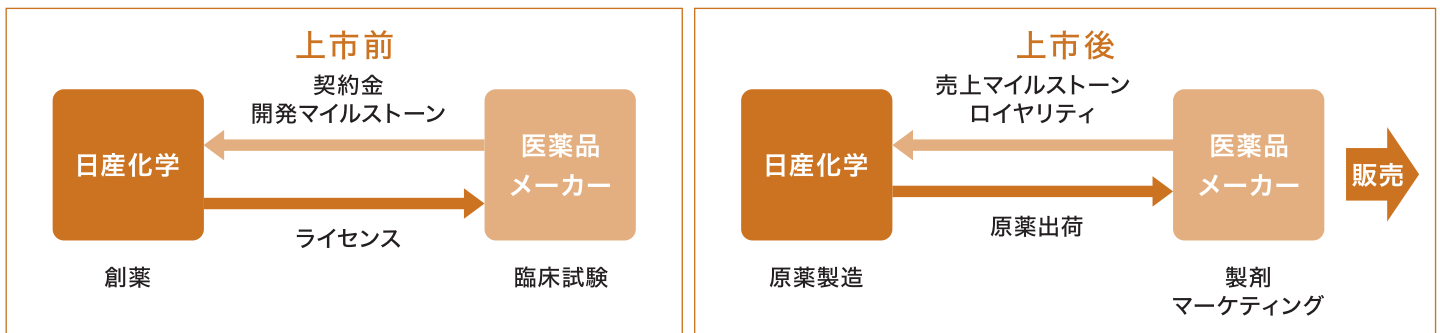 上市前
契約金
開発マイルストーン
日産化学
医薬品
メーカー
ライセンス
創薬
臨床試験
上市後
売上マイルストーン
ロイヤリティ
日産化学
医薬品
メーカー
販売
原薬出荷
原薬製造
製剤
マーケティング